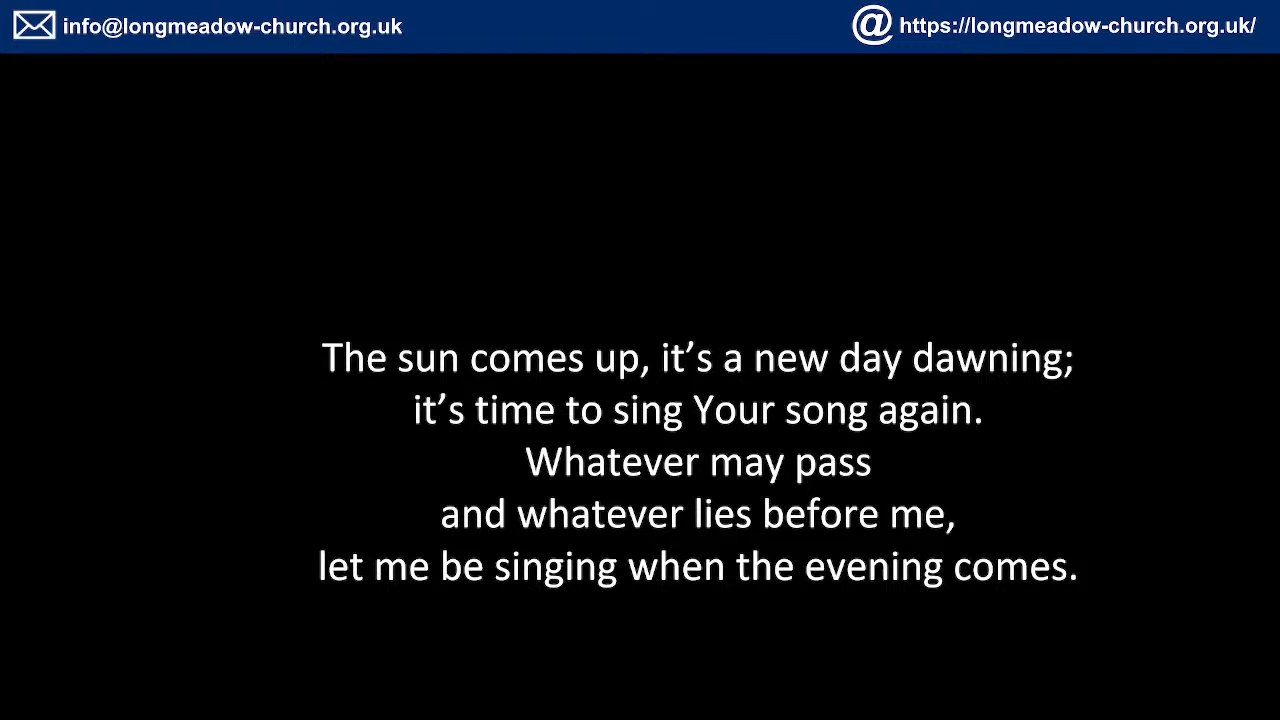 info@longmeadow-church.org.uk
https://longmeadow-church.org.uk/
The sun comes up, it’s a new day dawning;
it’s time to sing Your song again.
Whatever may pass
and whatever lies before me,
let me be singing when the evening comes.